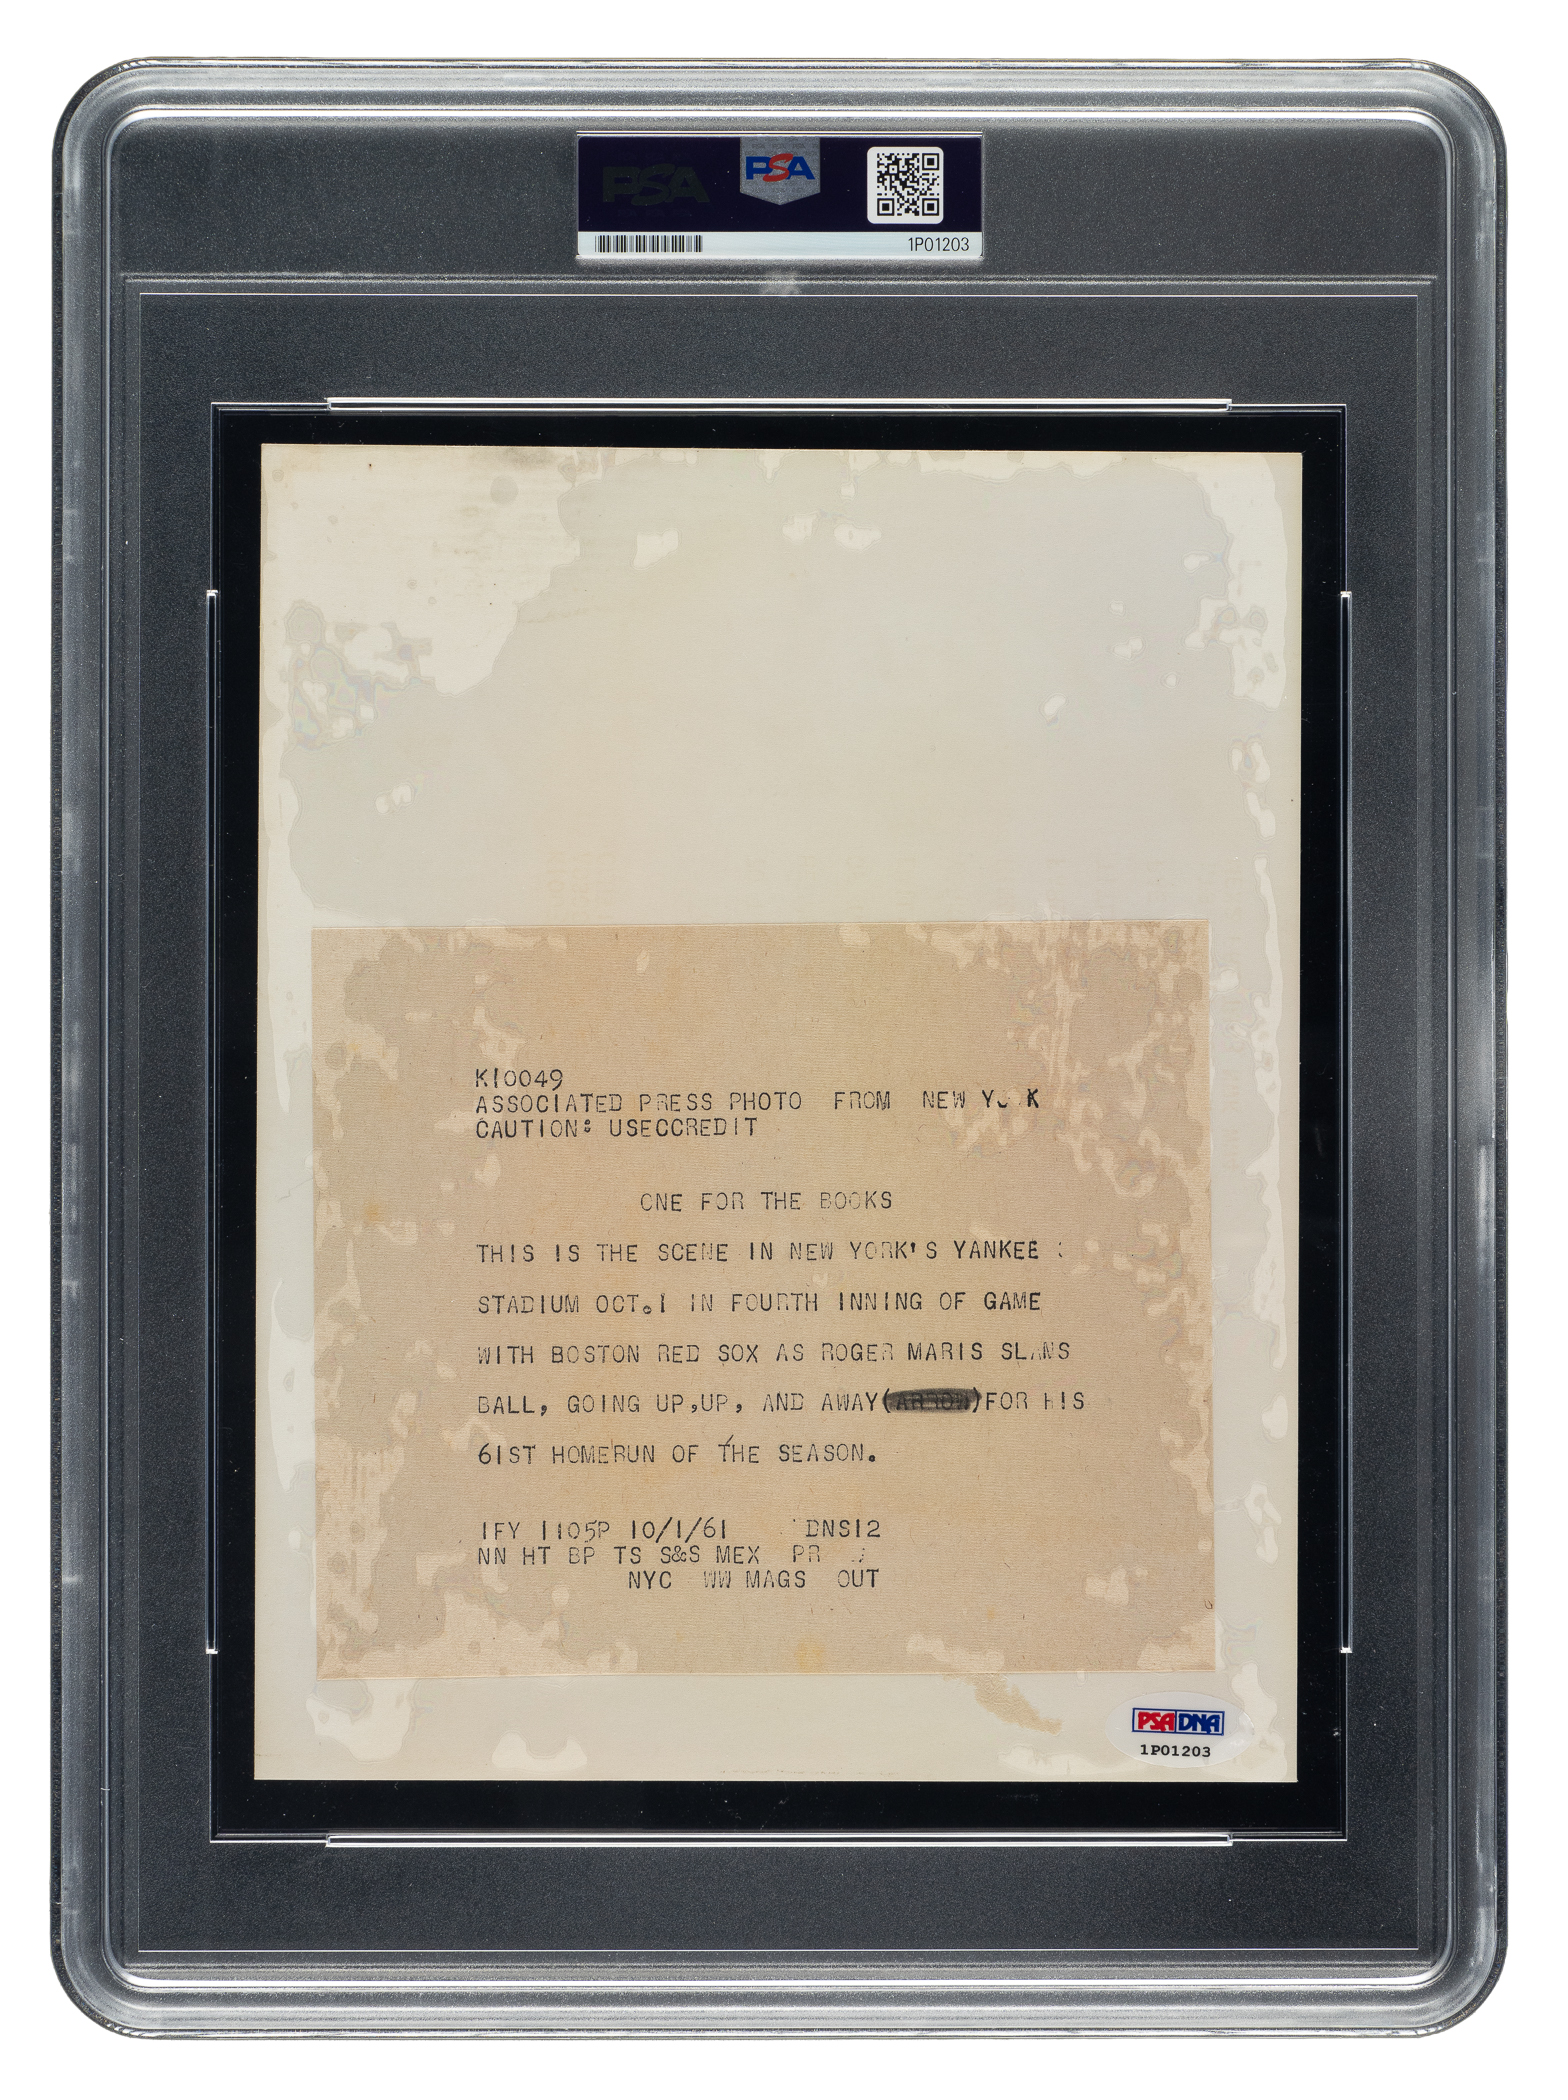 PSA
PSA
1P01203
K10049
ASSOCIATED PRESS PHOTO FROM NEW
CAUTION: USECCREDIT
ONE FOR THE BOOKS
THIS IS THE SCENE IN NEW YORK'S YANKEE
STADIUM OCT.1 IN FOURTH INNING OF GAME
WITH BOSTON RED SOX AS ROGER MARIS SLAMS
BALL, GOING UP,UP, AND AWAY(ARROW)FOR HIS
61ST HOMERUN OF THE SEASON.
1FY 1105P 10/1/61 DNS12
NN HT BP TS S&S MEX PR
NYC WW MAGS OUT
PSA DNA
1P01203